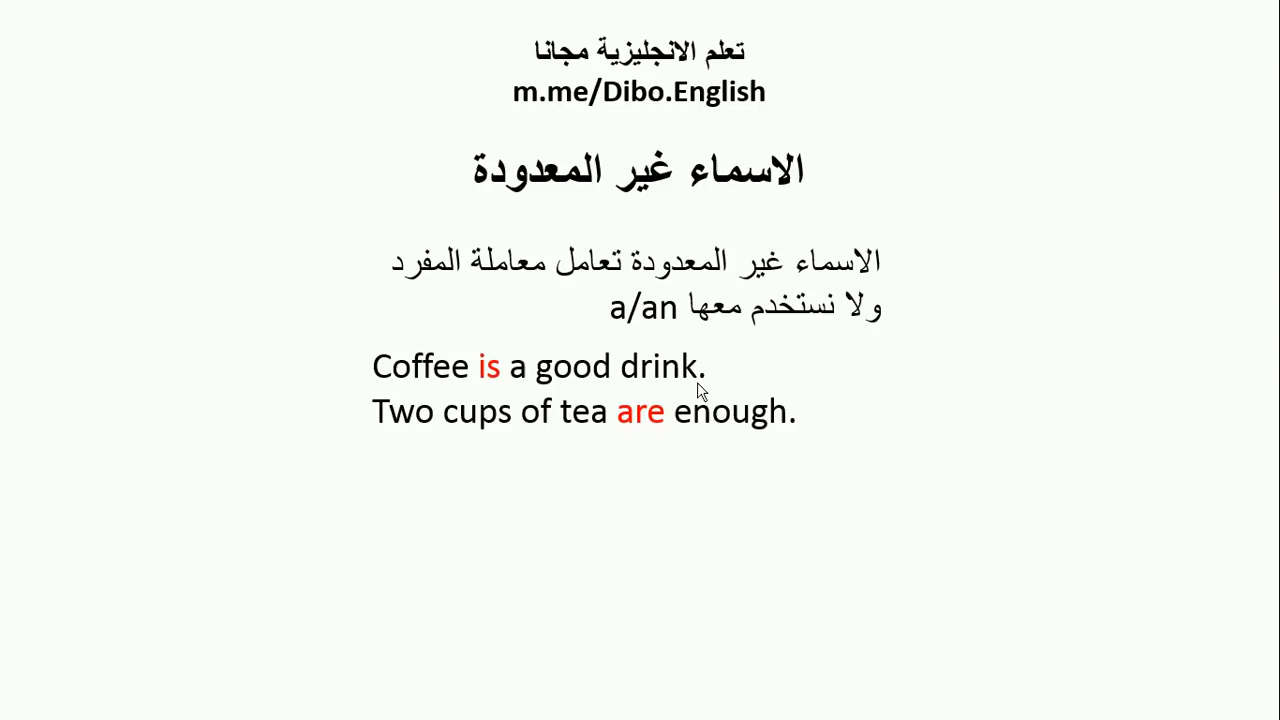 تعلم الانجليزية مجانا
m.me/Dibo.English
الاسماء غير المعدودة
الاسماء غير المعدودة تعامل معاملة المفرد
ولا نستخدم معها a/an
Coffee is a good drink.
Two cups of tea are enough.